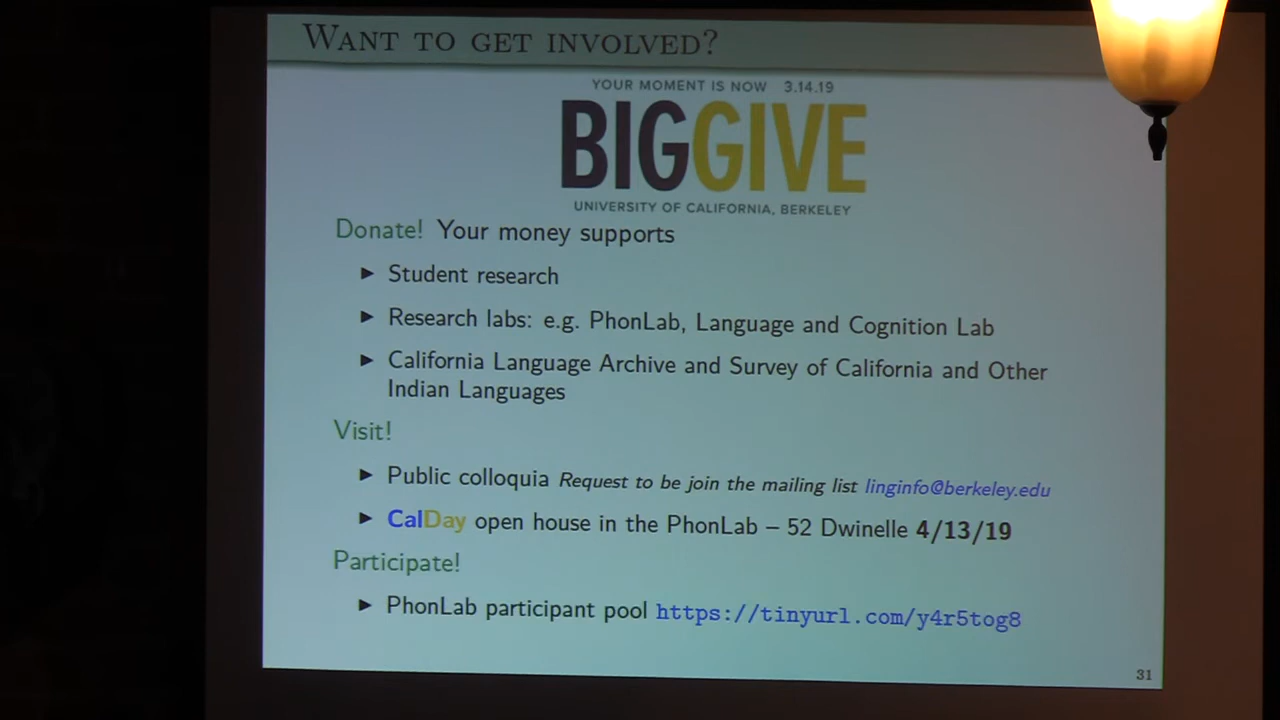 WANT TO GET INVOLVED?
YOUR MOMENT IS NOW 3.14.19
BIGGIVE
UNIVERSITY OF CALIFORNIA, BERKELEY
Donate! Your money supports
▶ Student research
▶ Research labs: e.g. PhonLab, Language and Cognition Lab
▶ California Language Archive and Survey of California and Other
Indian Languages
Visit!
▶ Public colloquia Request to be join the mailing list linginfo@berkeley.edu
▶ CalDay open house in the PhonLab – 52 Dwinelle 4/13/19
Participate!
▶ PhonLab participant pool https://tinyurl.com/y4r5tog8
31